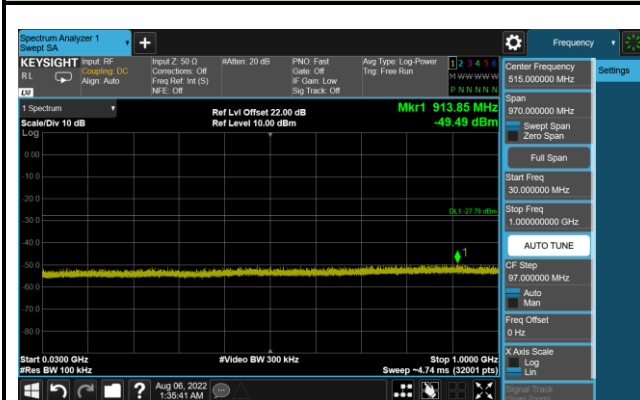 Spectrum Analyzer 1
Swept SA
+
Frequency
KEYSIGHT
RL
LXI
Input: RF
Coupling: DC
Align: Auto
Input Z: 50 Ω
Corrections: Off
Freq Ref: Int (S)
NFE: Off
#Atten: 20 dB
PNO: Fast
Gate: Off
IF Gain: Low
Sig Track: Off
Avg Type: Log-Power
Trig: Free Run
1 2 3 4 5 6
M W W W W W
P N N N N N
Center Frequency
515.000000 MHz
Settings
1 Spectrum
Scale/Div 10 dB
Log
Ref Lvl Offset 22.00 dB
Ref Level 10.00 dBm
Mkr1 913.85 MHz
-49.49 dBm
Span
970.000000 MHz
Swept Span
Zero Span
Full Span
Start Freq
30.000000 MHz
Stop Freq
1.000000000 GHz
AUTO TUNE
CF Step
97.000000 MHz
Auto
Man
Freq Offset
0 Hz
X Axis Scale
Log
Lin
Signal Track
(Span Zoom)
0.00
-10.0
-20.0
-30.0
-40.0
-50.0
-60.0
-70.0
-80.0
DL1 -27.79 dBm
1
Start 0.0300 GHz
#Res BW 100 kHz
#Video BW 300 kHz
Stop 1.0000 GHz
Sweep ~4.74 ms (32001 pts)
?
Aug 06, 2022
1:35:41 AM